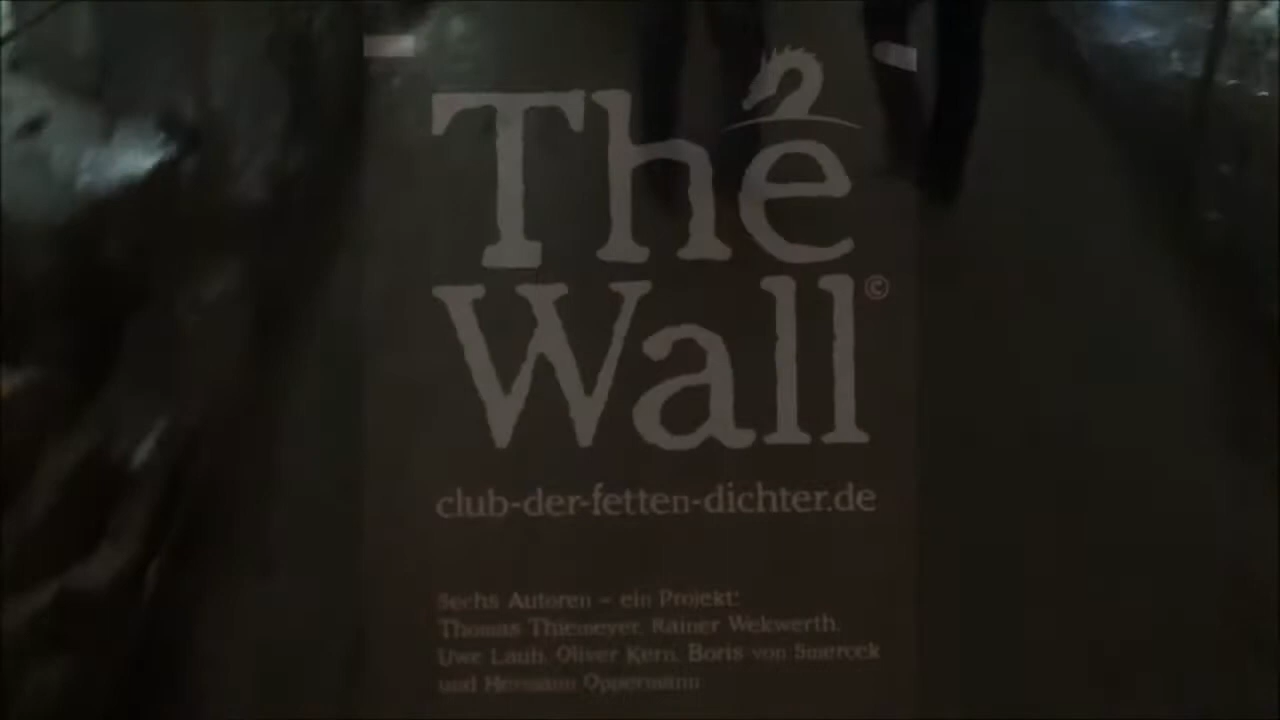 The
Wall©
club-der-fetten-dichter.de
Sechs Autoren – ein Projekt:
Thomas Thiemeyer, Rainer Wekwerth,
Uwe Laub, Oliver Kern, Boris von Smercek
und Hermann Oppermann